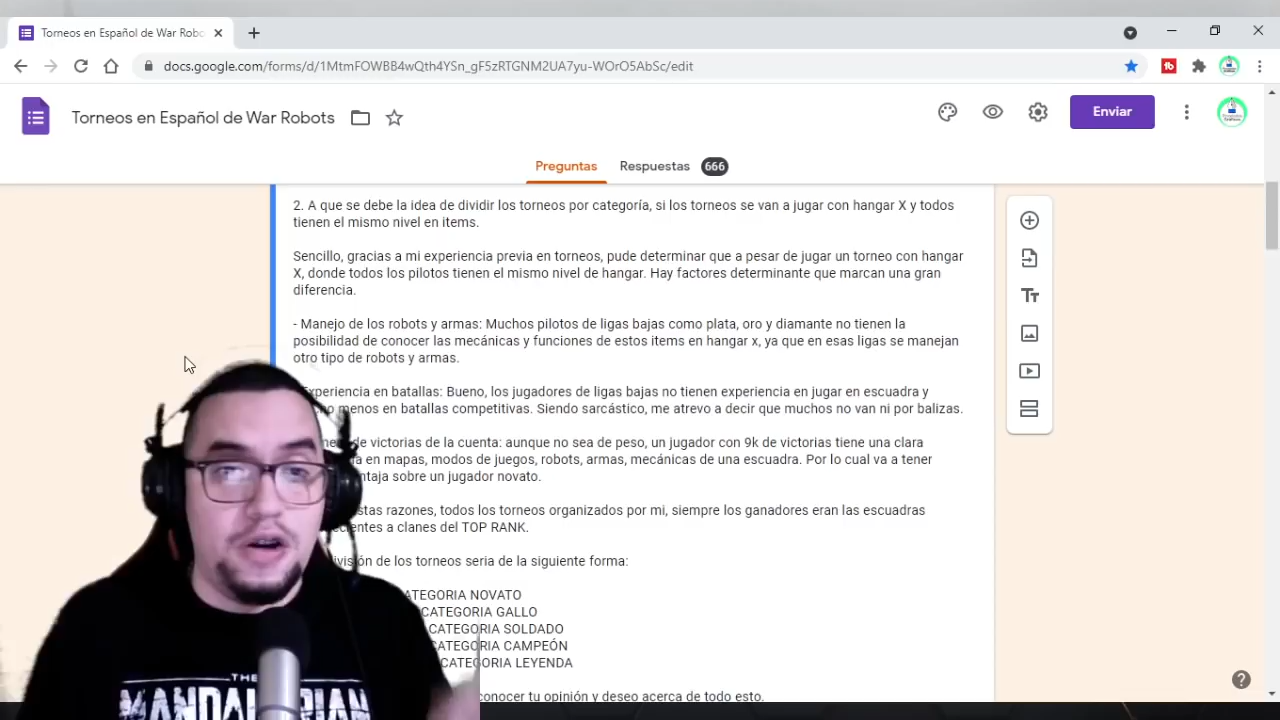 Torneos en Español de War Robo
docs.google.com/forms/d/1MtmFOWBB4wQth4YSn_gF5zRTGNM2UA7yu-WOrO5AbSc/edit
Torneos en Español de War Robots
Enviar
Preguntas Respuestas 666
2. A que se debe la idea de dividir los torneos por categoría, si los torneos se van a jugar con hangar X y todos
tienen el mismo nivel en items.
Sencillo, gracias a mi experiencia previa en torneos, pude determinar que a pesar de jugar un torneo con hangar
X, donde todos los pilotos tienen el mismo nivel de hangar. Hay factores determinante que marcan una gran
diferencia.
- Manejo de los robots y armas: Muchos pilotos de ligas bajas como plata, oro y diamante no tienen la
posibilidad de conocer las mecánicas y funciones de estos items en hangar x, ya que en esas ligas se manejan
otro tipo de robots y armas.
Experiencia en batallas: Bueno, los jugadores de ligas bajas no tienen experiencia en jugar en escuadra y
menos en batallas competitivas. Siendo sarcástico, me atrevo a decir que muchos no van ni por balizas.
de victorias de la cuenta: aunque no sea de peso, un jugador con 9k de victorias tiene una clara
en mapas, modos de juegos, robots, armas, mecánicas de una escuadra. Por lo cual va a tener
sobre un jugador novato.
razones, todos los torneos organizados por mi, siempre los ganadores eran las escuadras
a clanes del TOP RANK.
de los torneos seria de la siguiente forma:
CATEGORIA NOVATO
CATEGORIA GALLO
CATEGORIA SOLDADO
CATEGORIA CAMPEÓN
CATEGORIA LEYENDA
conocer tu opinión y deseo acerca de todo esto.
THE
MANDALORIAN